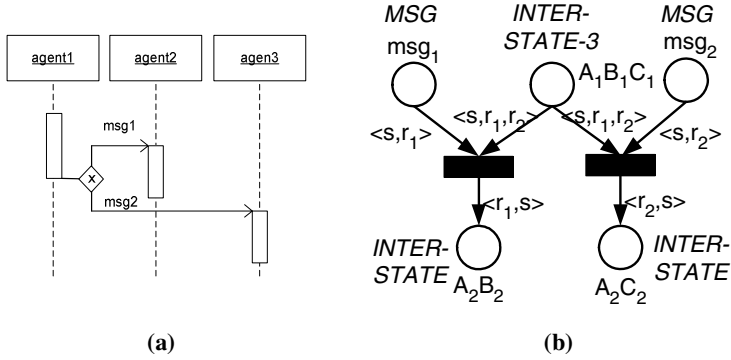 agent1 agent2 agen3
msg1
x
msg2
(a)
MSG INTER- MSG
STATE-3
msg1 msg2
A1B1C1
<s,r1,r2> <s,r1,r2>
<s,r1> <s,r2>
<r1,s> <r2,s>
INTER- INTER-
STATE STATE
A2B2 A2C2
(b)